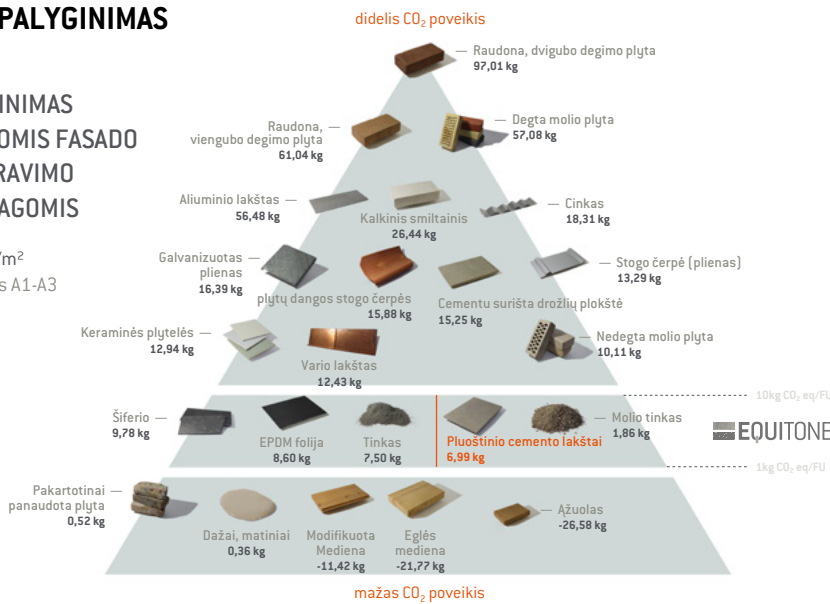 PALYGINIMAS
didelis CO₂ poveikis
INIMAS
OMIS FASADO
RAVIMO
AGOMIS
/m²
s A1-A3
Raudona, dvigubo degimo plyta
97,01 kg
Raudona,
viengubo degimo plyta
61,04 kg
Degta molio plyta
57,08 kg
Aliuminio lakštas
56,48 kg
Kalkinis smiltainis
26,44 kg
Cinkas
18,31 kg
Galvanizuotas
plienas
16,39 kg
plytų dangos stogo čerpės
15,88 kg
Cementu surišta drožlių plokštė
15,25 kg
Stogo čerpė (plienas)
13,29 kg
Keraminės plytelės
12,94 kg
Vario lakštas
12,43 kg
Nedegta molio plyta
10,11 kg
10kg CO₂ eq/FU
Šiferio
9,78 kg
EPDM folija
8,60 kg
Tinkas
7,50 kg
Pluoštinio cemento lakštai
6,99 kg
Molio tinkas
1,86 kg
EQUITONE
1kg CO₂ eq/FU
Pakartotinai
panaudota plyta
0,52 kg
Dažai, matiniai
0,36 kg
Modifikuota
Mediena
-11,42 kg
Eglės
mediena
-21,77 kg
Ąžuolas
-26,58 kg
mažas CO₂ poveikis